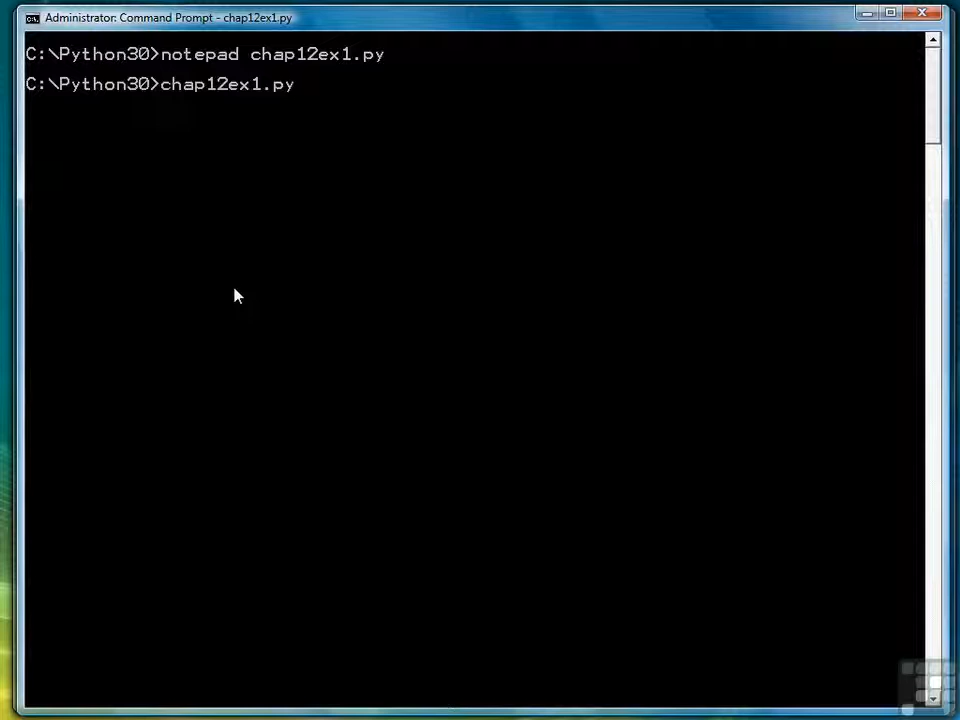 Administrator: Command Prompt - chap12ex1.py
C:\Python30>notepad chap12ex1.py
C:\Python30>chap12ex1.py